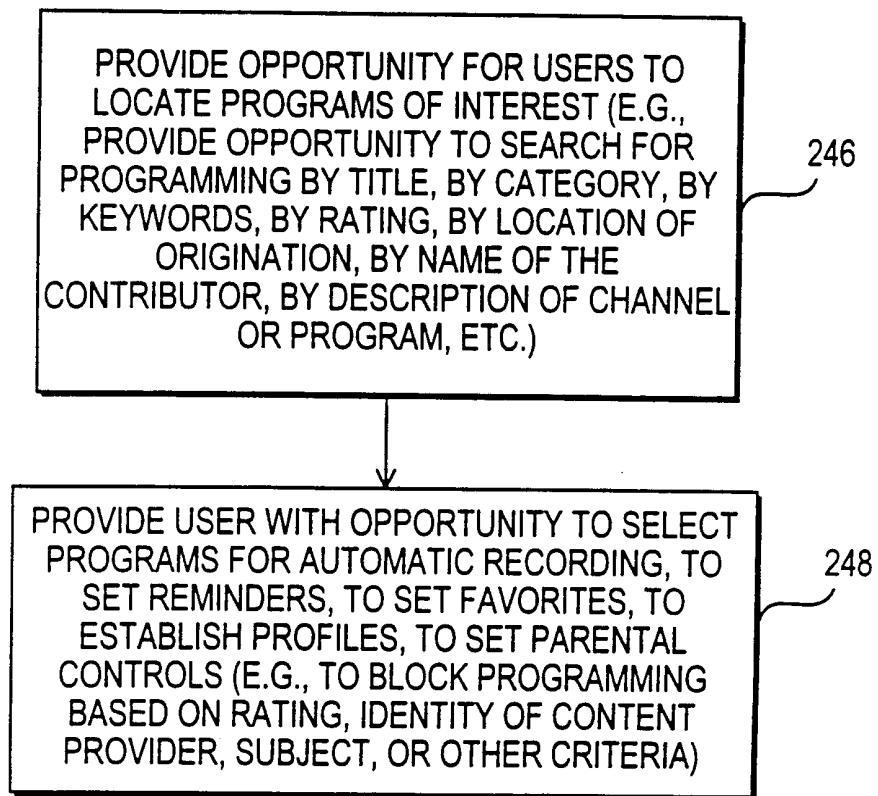 PROVIDE OPPORTUNITY FOR USERS TO
LOCATE PROGRAMS OF INTEREST (E.G.,
PROVIDE OPPORTUNITY TO SEARCH FOR
PROGRAMMING BY TITLE, BY CATEGORY, BY
KEYWORDS, BY RATING, BY LOCATION OF
ORIGINATION, BY NAME OF THE
CONTRIBUTOR, BY DESCRIPTION OF CHANNEL
OR PROGRAM, ETC.)
246
PROVIDE USER WITH OPPORTUNITY TO SELECT
PROGRAMS FOR AUTOMATIC RECORDING, TO
SET REMINDERS, TO SET FAVORITES, TO
ESTABLISH PROFILES, TO SET PARENTAL
CONTROLS (E.G., TO BLOCK PROGRAMMING
BASED ON RATING, IDENTITY OF CONTENT
PROVIDER, SUBJECT, OR OTHER CRITERIA)
248